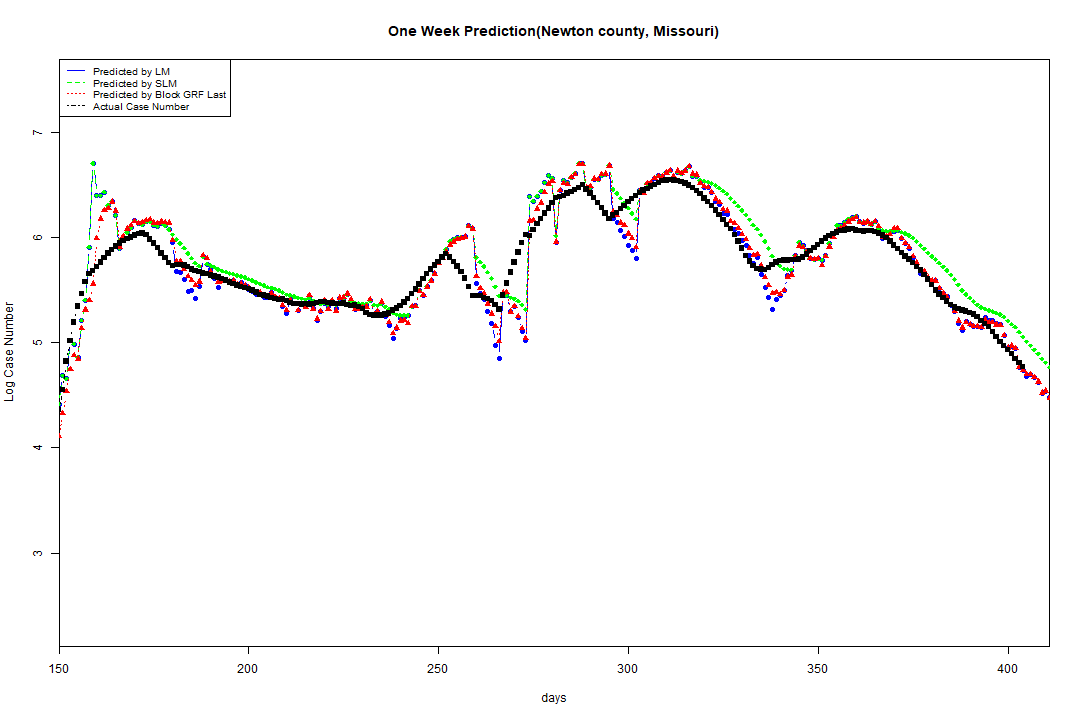 One Week Prediction(Newton county, Missouri)
Predicted by LM
Predicted by SLM
Predicted by Block GRF Last
Actual Case Number
7
6
5
4
3
Log Case Number
150 200 250 300 350 400
days